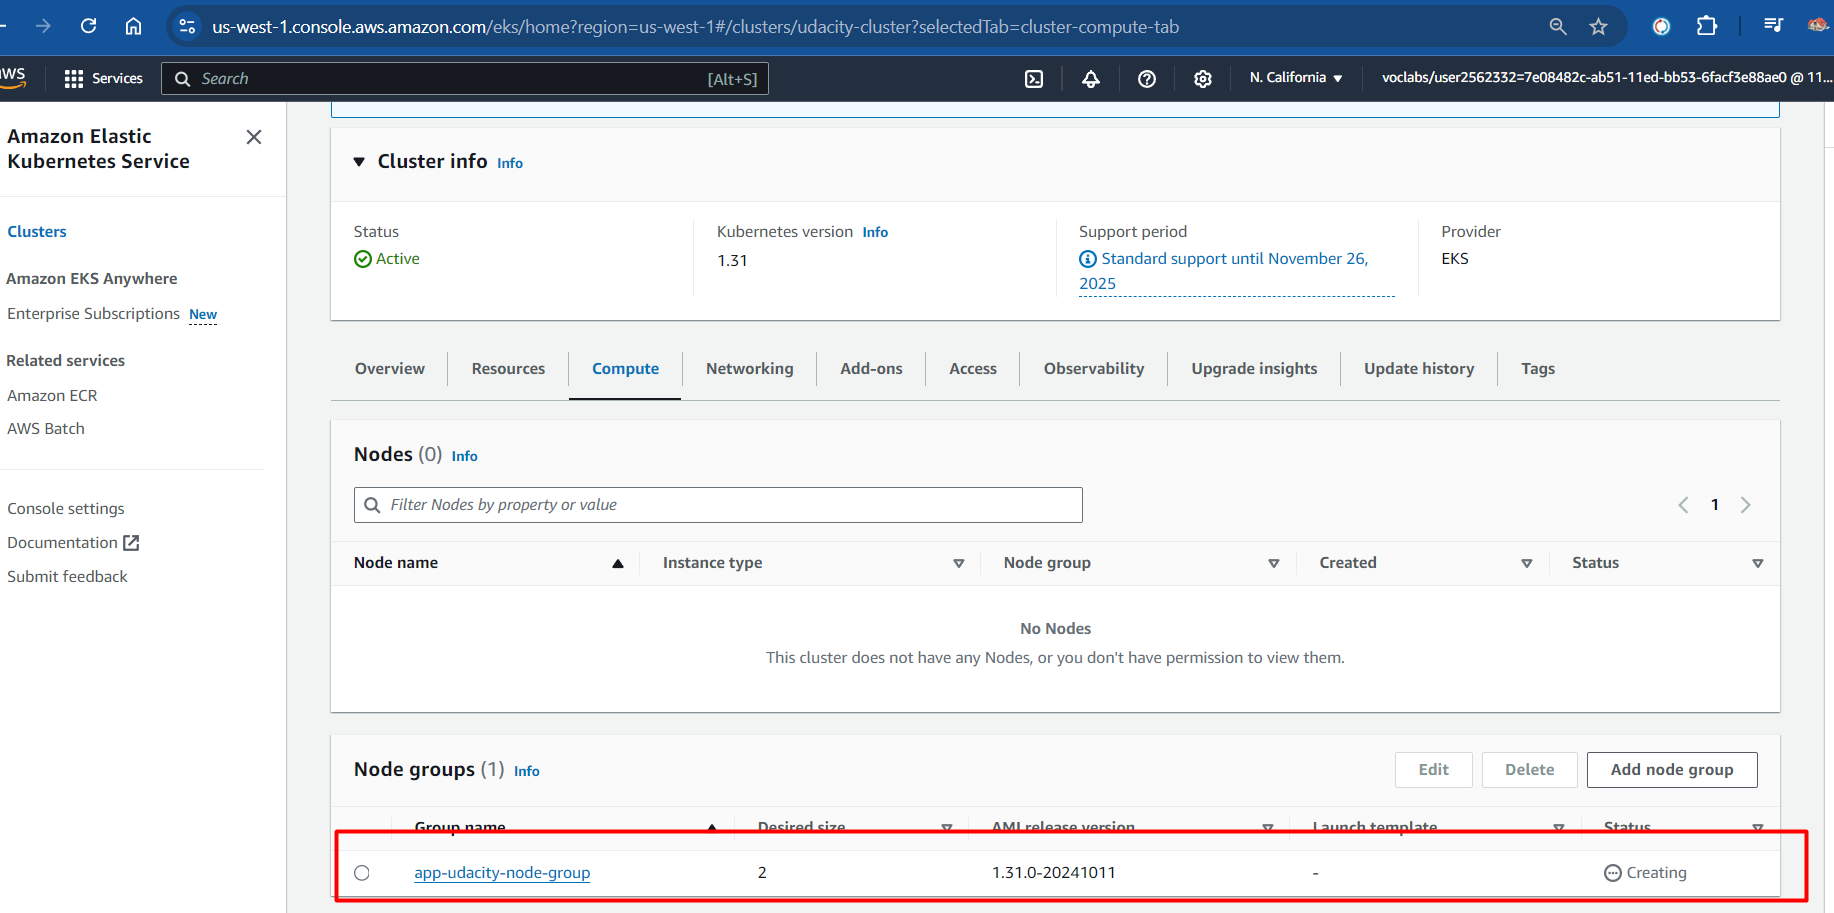 us-west-1.console.aws.amazon.com/eks/home?region=us-west-1#/clusters/udacity-cluster?selectedTab=cluster-compute-tab
aws
Services
Search
[Alt+S]
N. California
voclabs/user2562332=7e08482c-ab51-11ed-bb53-6facf3e88ae0 @ 11...
Amazon Elastic
Kubernetes Service
Clusters
Amazon EKS Anywhere
Enterprise Subscriptions New
Related services
Amazon ECR
AWS Batch
Console settings
Documentation
Submit feedback
Cluster info Info
Status
Active
Kubernetes version Info
1.31
Support period
Standard support until November 26,
2025
Provider
EKS
Overview
Resources
Compute
Networking
Add-ons
Access
Observability
Upgrade insights
Update history
Tags
Nodes (0) Info
Filter Nodes by property or value
1
Node name
Instance type
Node group
Created
Status
No Nodes
This cluster does not have any Nodes, or you don't have permission to view them.
Node groups (1) Info
Edit
Delete
Add node group
Group name
Desired size
AMI release version
Launch template
Status
app-udacity-node-group
2
1.31.0-20241011
-
Creating